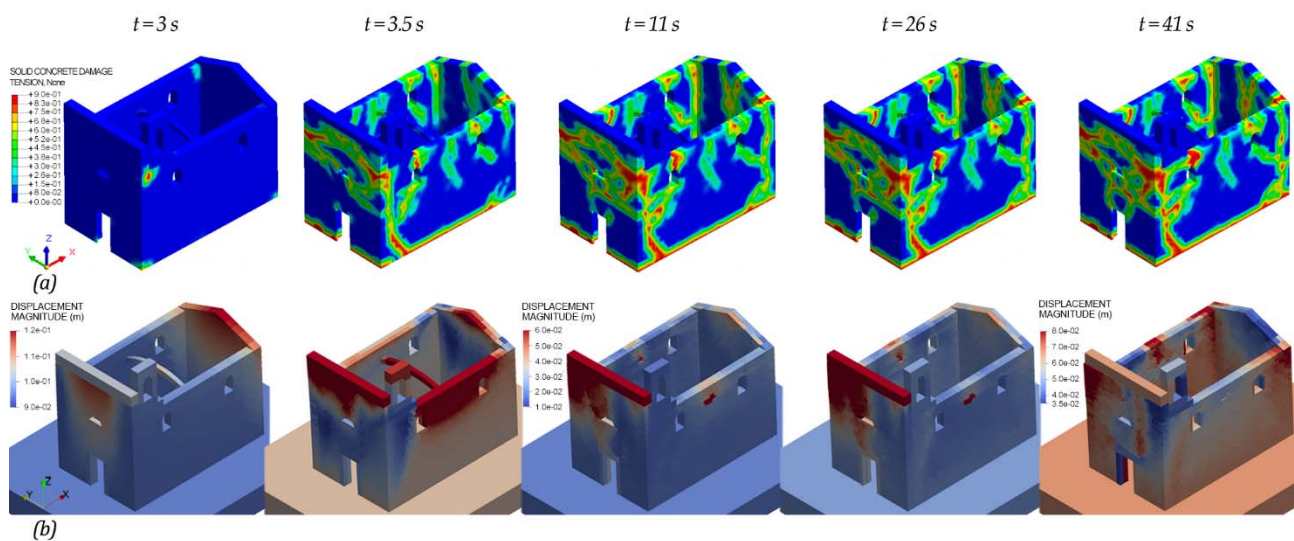 t = 3 s t = 3.5 s t = 11 s t = 26 s t = 41 s
SOLID CONCRETE DAMAGE
TENSION, None
+9.0e-01
+8.3e-01
+7.5e-01
+6.8e-01
+6.0e-01
+5.2e-01
+4.5e-01
+3.8e-01
+3.0e-01
+2.6e-01
+1.5e-01
+8.0e-02
+0.0e-00
Z
Y X
(a)
DISPLACEMENT
MAGNITUDE (m)
1.2e-01
1.1e-01
1.0e-01
9.0e-02
DISPLACEMENT
MAGNITUDE (m)
6.0e-02
5.0e-02
4.0e-02
3.0e-02
2.0e-02
1.0e-02
DISPLACEMENT
MAGNITUDE (m)
8.0e-02
7.0e-02
6.0e-02
5.0e-02
4.0e-02
3.5e-02
Z
Y X
(b)